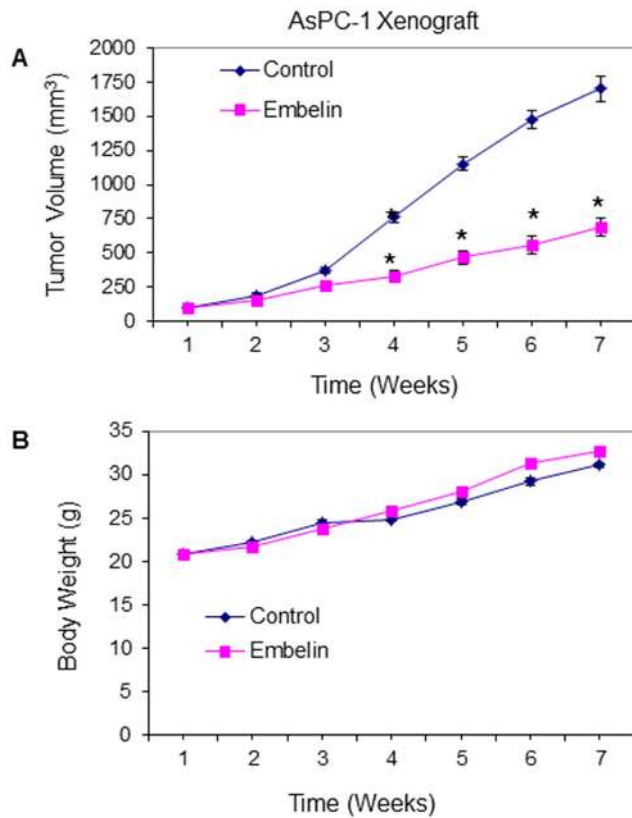 AsPC-1 Xenograft
A
Tumor Volume (mm³)
2000
1750
1500
1250
1000
750
500
250
0
Control
Embelin
*
*
*
*
*
1 2 3 4 5 6 7
Time (Weeks)
B
Body Weight (g)
35
30
25
20
15
10
5
0
Control
Embelin
1 2 3 4 5 6 7
Time (Weeks)